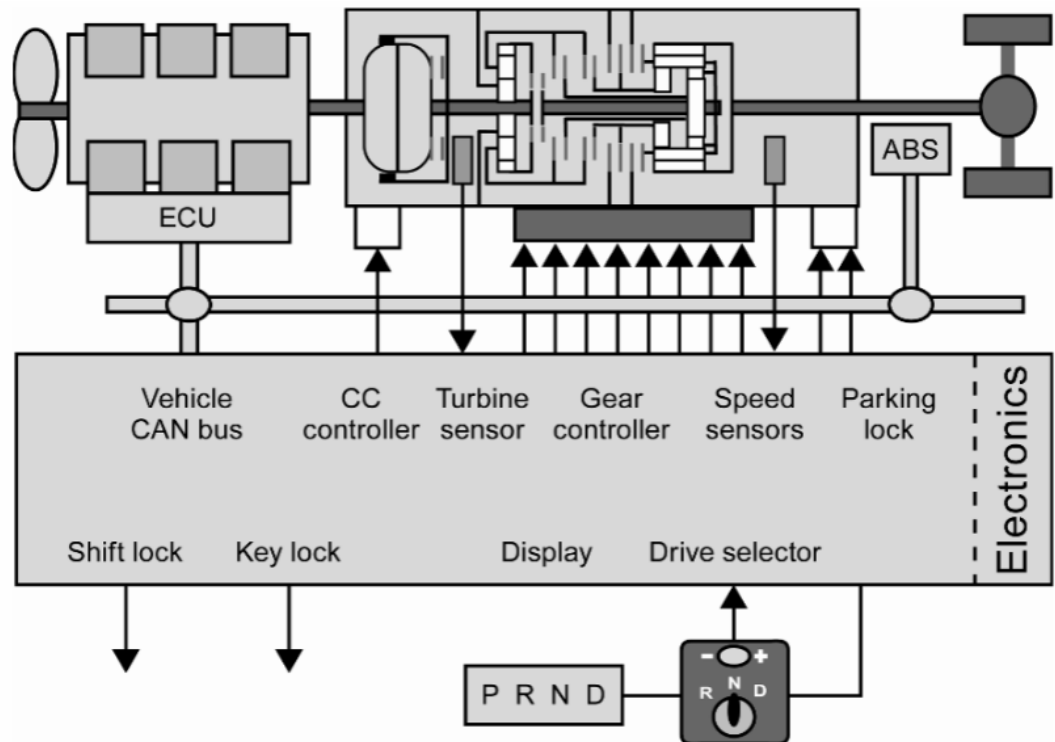 ABS
ECU
Vehicle
CAN bus
CC
controller
Turbine
sensor
Gear
controller
Speed
sensors
Parking
lock
Electronics
Shift lock
Key lock
Display
Drive selector
- +
R N D
P R N D